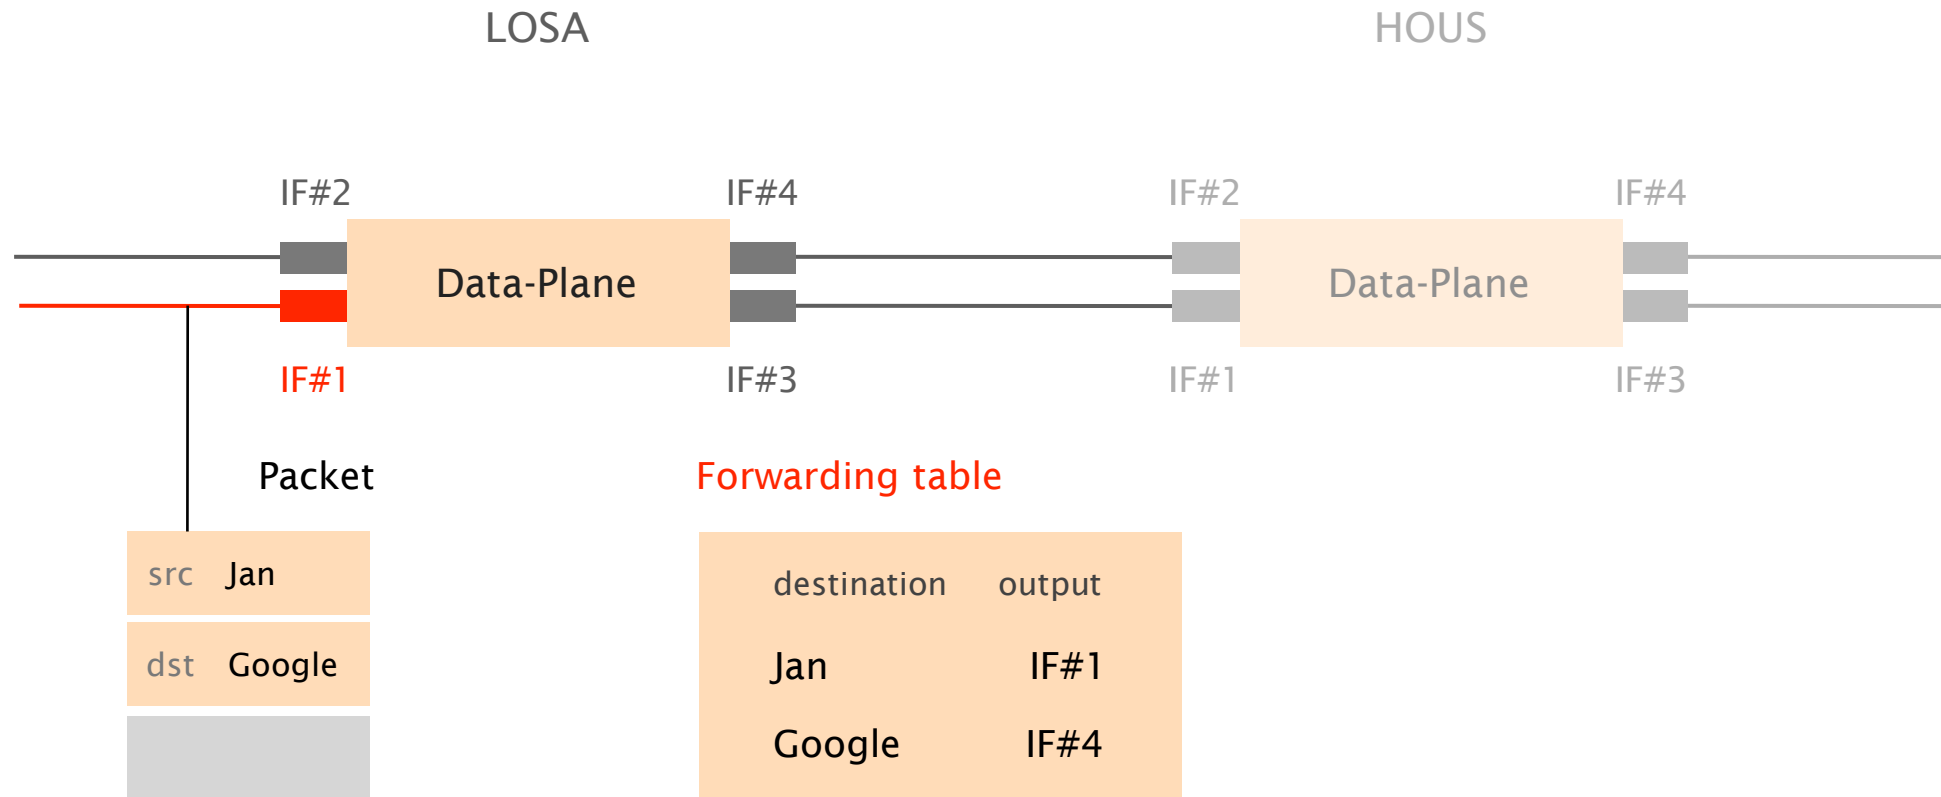 LOSA HOUS
IF#2 IF#4 IF#2 IF#4
Data-Plane Data-Plane
IF#1 IF#3 IF#1 IF#3
Packet Forwarding table
src Jan
destination output
dst Google
Jan IF#1
Google IF#4